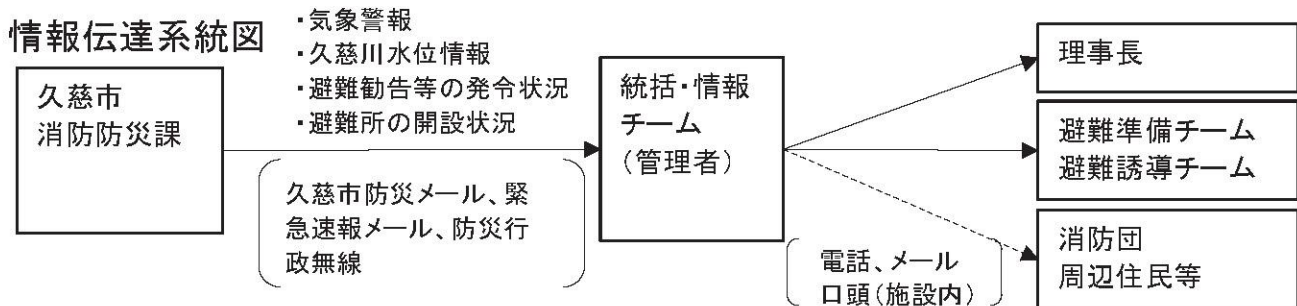 情報伝達系統図
久慈市
消防防災課
・気象警報
・久慈川水位情報
・避難勧告等の発令状況
・避難所の開設状況
久慈市防災メール、緊
急速報メール、防災行
政無線
統括・情報
チーム
（管理者）
電話、メール
口頭（施設内）
理事長
避難準備チーム
避難誘導チーム
消防団
周辺住民等